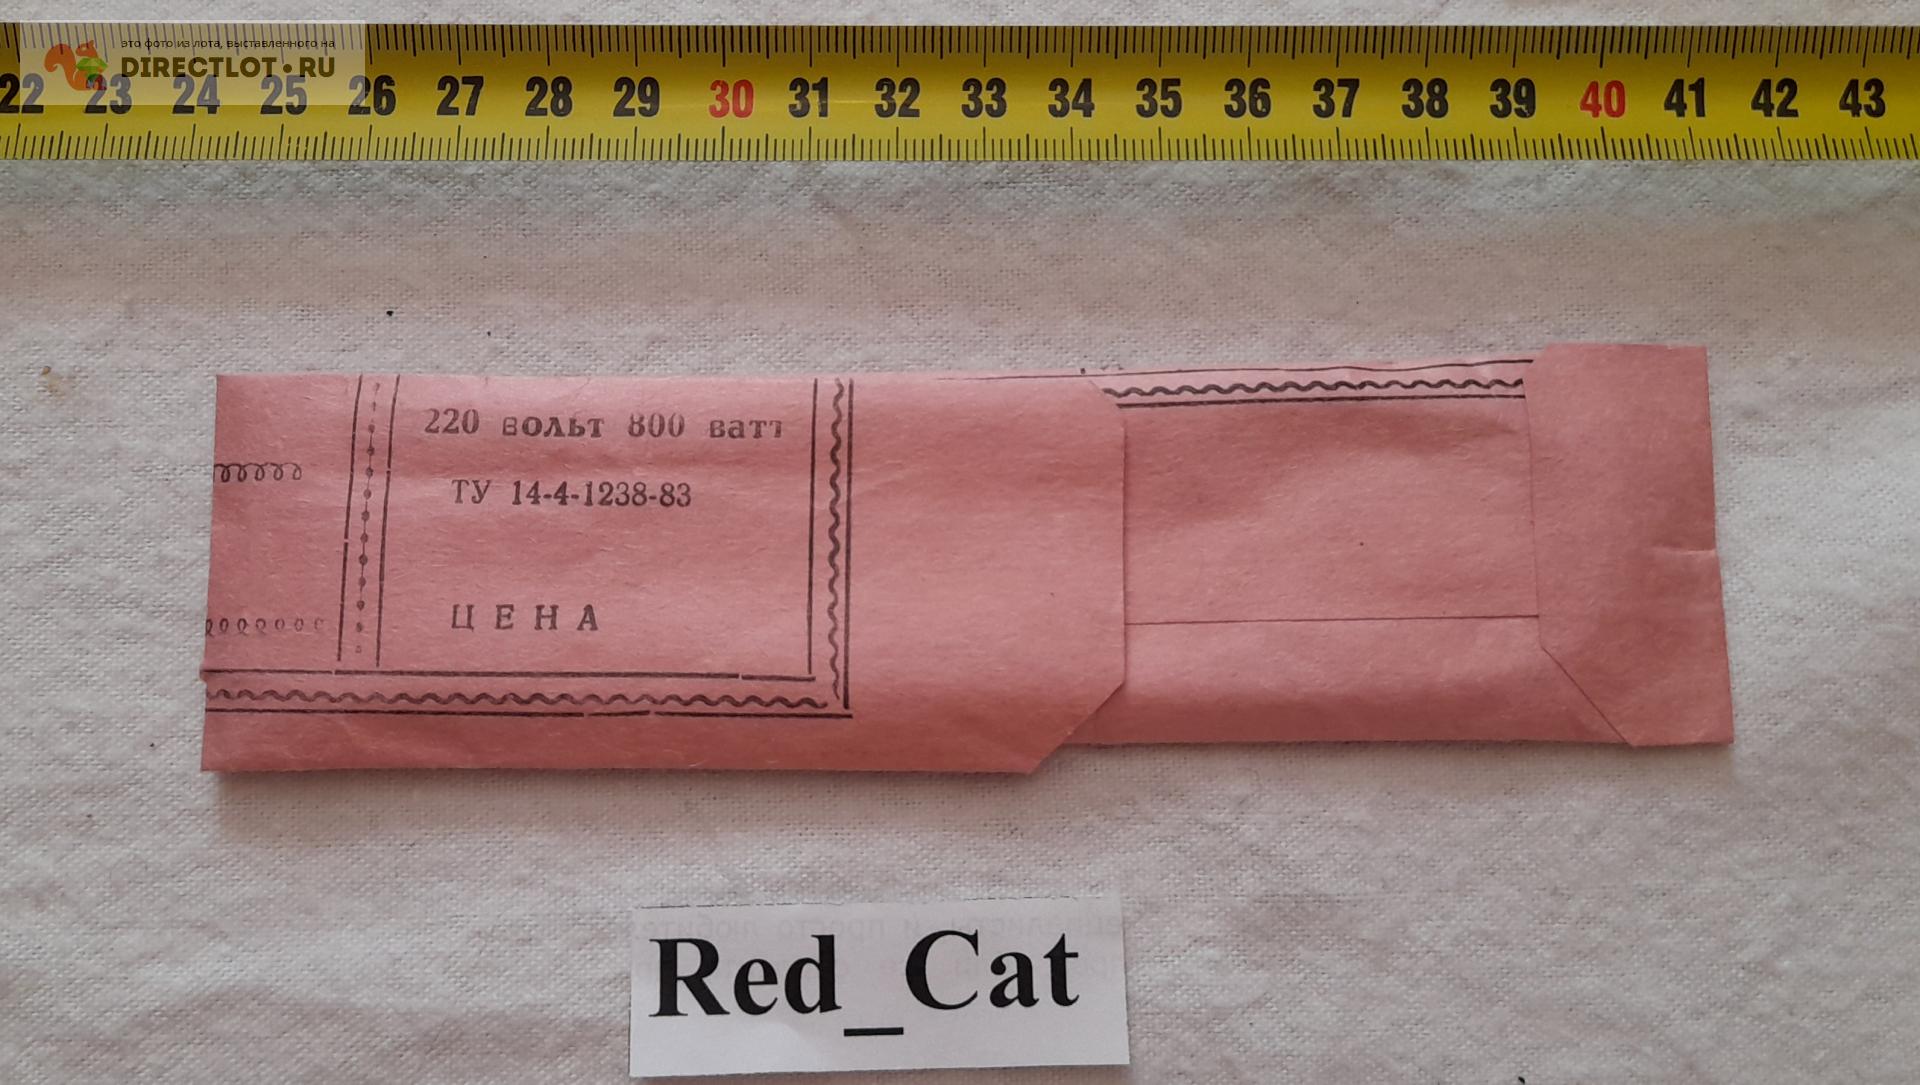 это фото из лота, выставленного на
DIRECTLOT.RU
22 23 24 25 26 27 28 29 30 31 32 33 34 35 36 37 38 39 40 41 42 43
220 вольт 800 ватт
ТУ 14-4-1238-83
ЦЕНА
Red_Cat